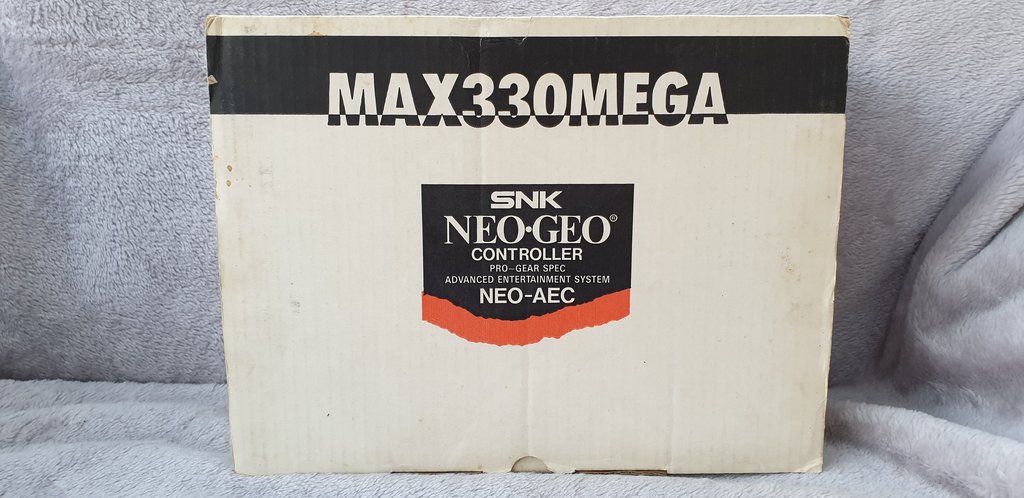 MAX330MEGA
SNK
NEO·GEO®
CONTROLLER
PRO-GEAR SPEC
ADVANCED ENTERTAINMENT SYSTEM
NEO-AEC